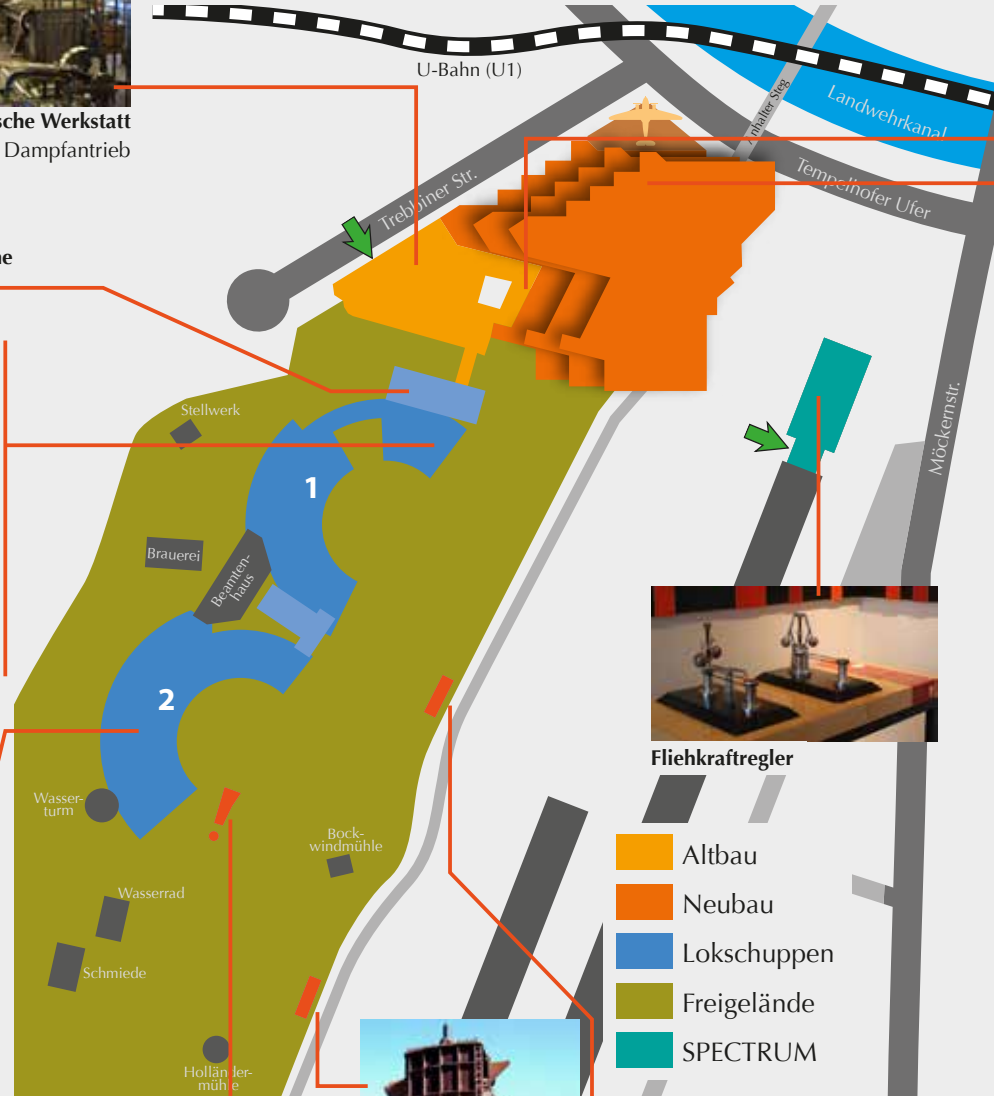 U-Bahn (U1)
Landwehrkanal
Anhalter Steg
Tempelhofer Ufer
Trebbiner Str.
Werkstatt
Dampfantrieb
Stellwerk
1
Möckernstr.
Brauerei
Beamten-
haus
2
Fliehkraftregler
Wasser-
turm
Bock-
windmühle
Altbau
Neubau
Lokschuppen
Freigelände
SPECTRUM
Wasserrad
Schmiede
Holländer-
mühle